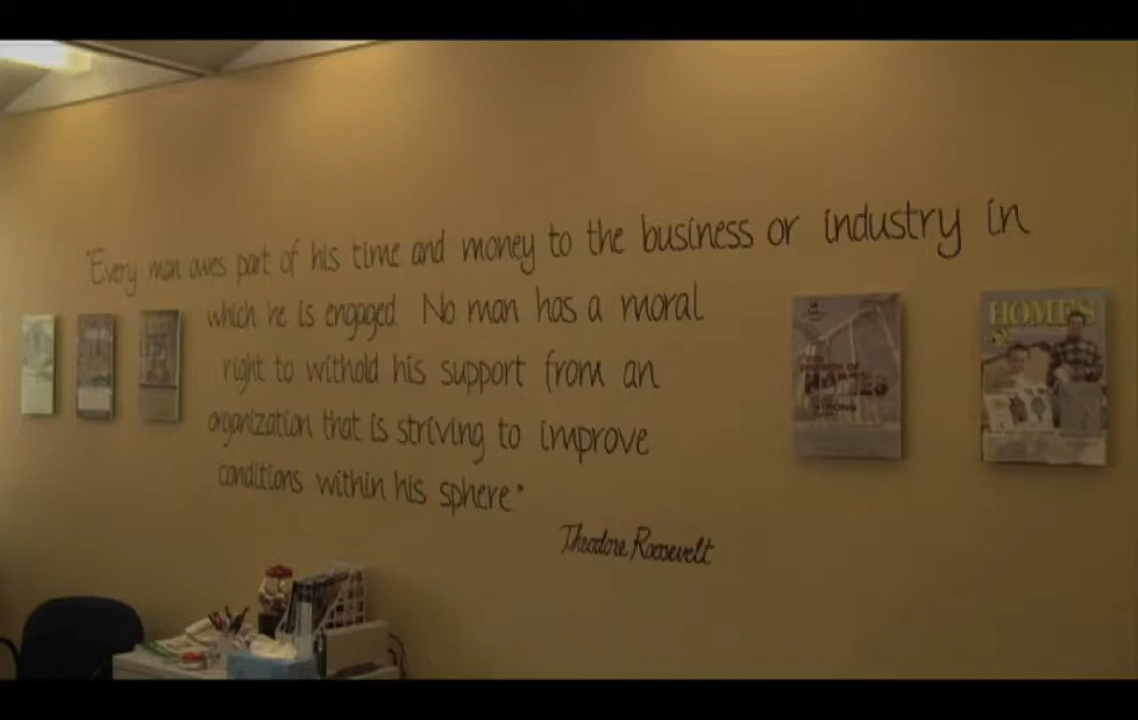 "Every man owes part of his time and money to the business or industry in
which he is engaged. No man has a moral
right to withold his support from an
organization that is striving to improve
conditions within his sphere."
Theodore Roosevelt
HOMES